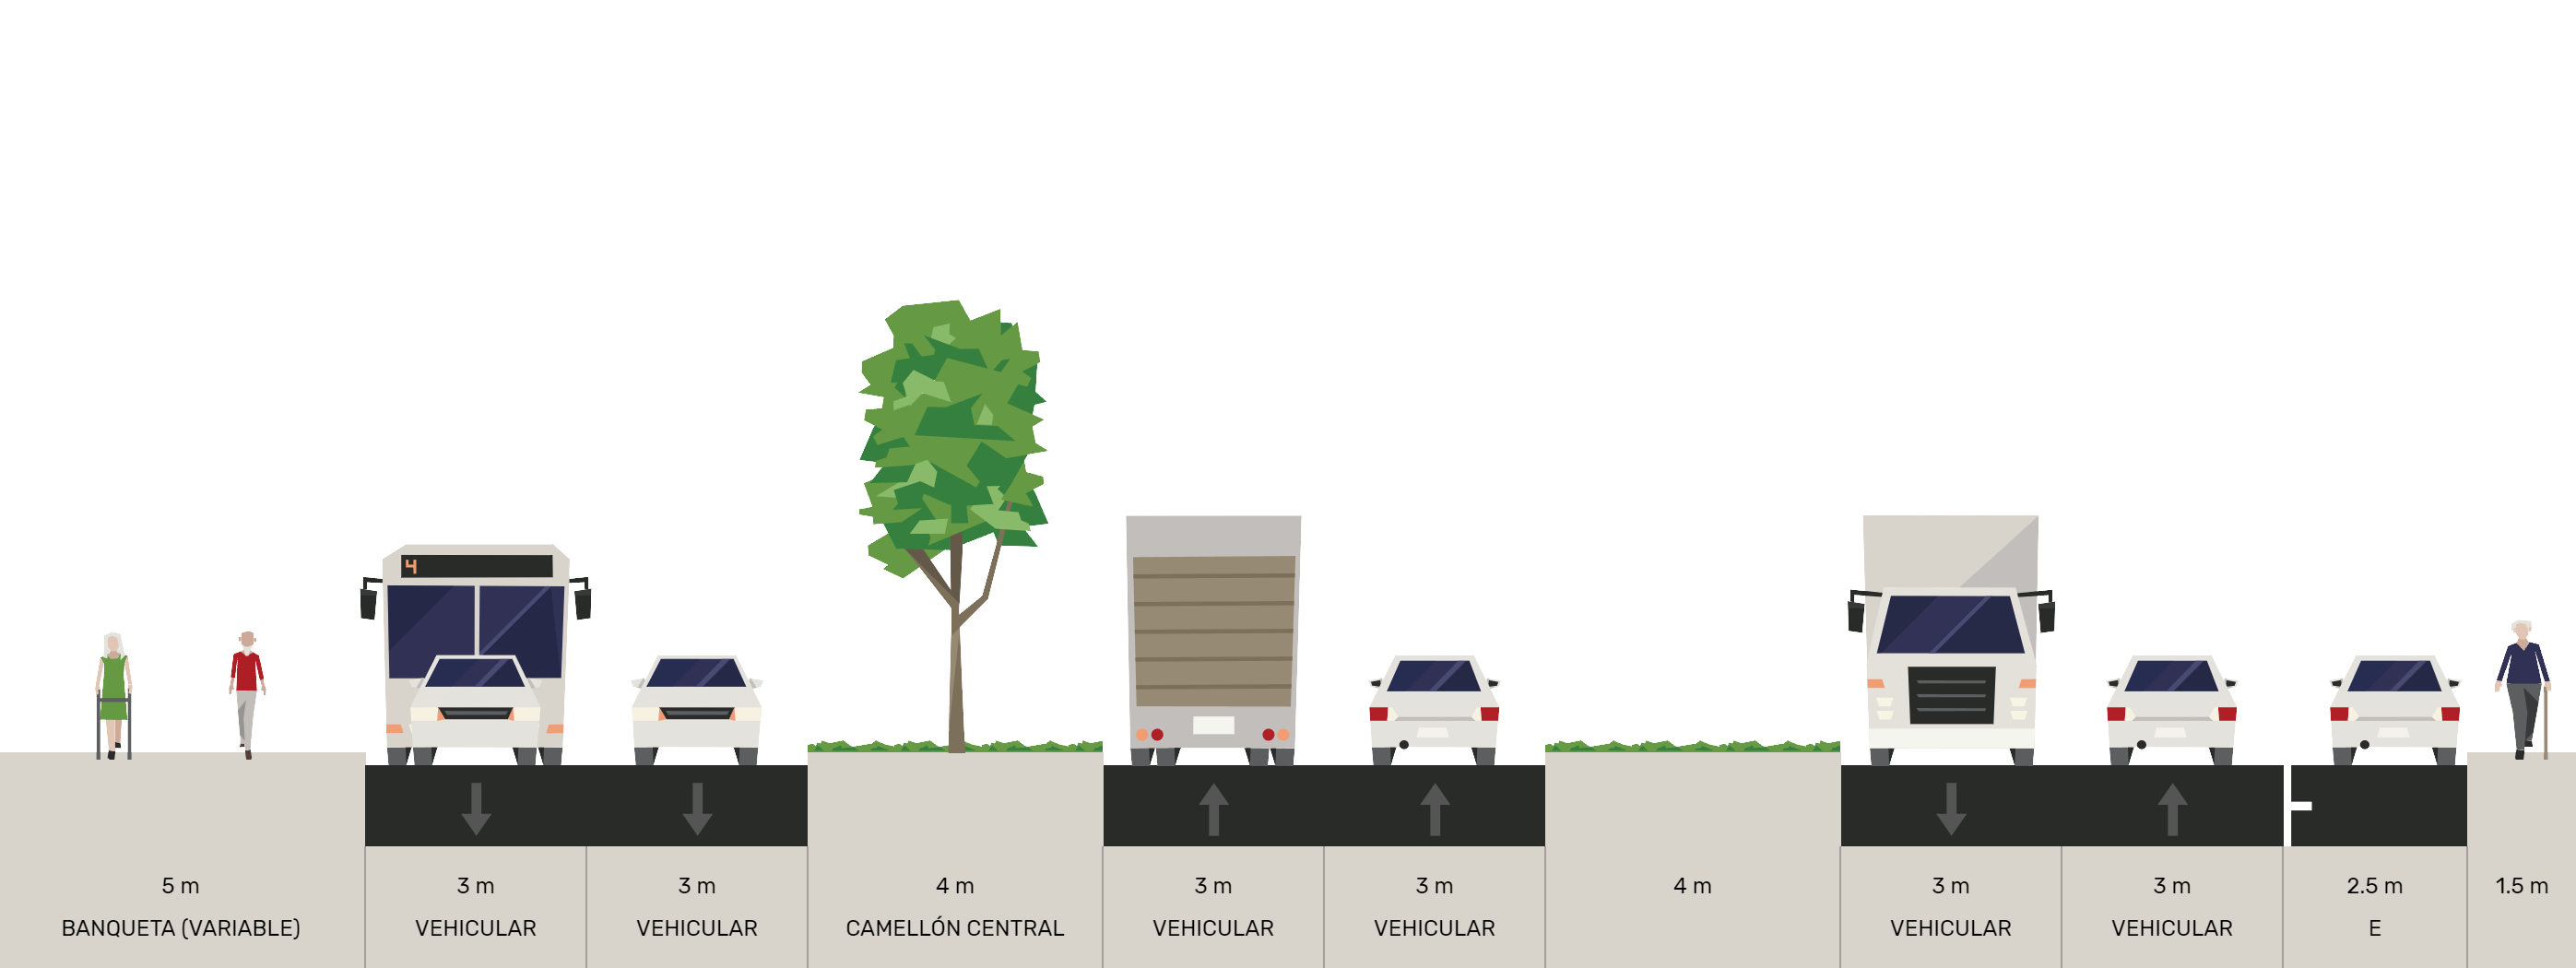 4
5 m
3 m
3 m
4 m
3 m
3 m
4 m
3 m
3 m
2.5 m
1.5 m
BANQUETA (VARIABLE)
VEHICULAR
VEHICULAR
CAMELLÓN CENTRAL
VEHICULAR
VEHICULAR
VEHICULAR
VEHICULAR
E